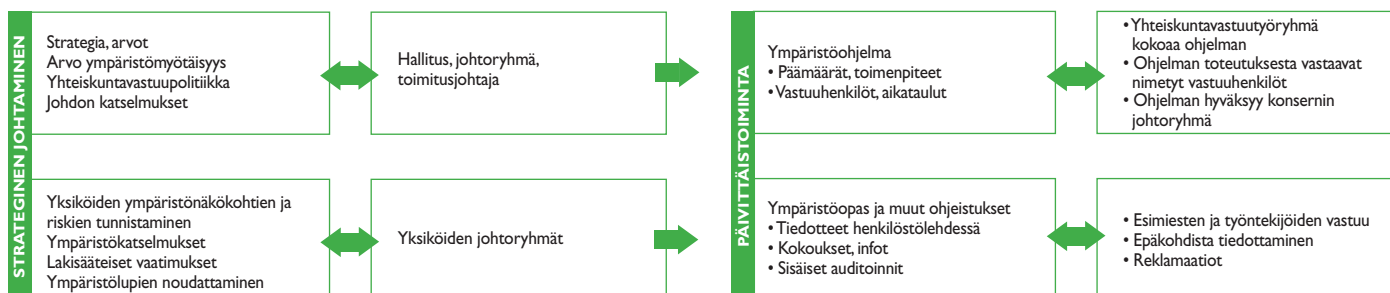 STRATEGINEN JOHTAMINEN
Strategia, arvot
Arvo ympäristömyötäisyys
Yhteiskuntavastuupolitiikka
Johdon katselmukset
Hallitus, johtoryhmä,
toimitusjohtaja
Yksiköiden ympäristönäkökohtien ja
riskien tunnistaminen
Ympäristökatselmukset
Lakisääteiset vaatimukset
Ympäristölupien noudattaminen
Yksiköiden johtoryhmät
PÄIVITTÄISTOIMINTA
Ympäristöohjelma
• Päämäärät, toimenpiteet
• Vastuuhenkilöt, aikataulut
• Yhteiskuntavastuutyöryhmä
kokoaa ohjelman
• Ohjelman toteutuksesta vastaavat
nimetyt vastuuhenkilöt
• Ohjelman hyväksyy konsernin
johtoryhmä
Ympäristöopas ja muut ohjeistukset
• Tiedotteet henkilöstölehdessä
• Kokoukset, infot
• Sisäiset auditoinnit
• Esimiesten ja työntekijöiden vastuu
• Epäkohdista tiedottaminen
• Reklamaatiot